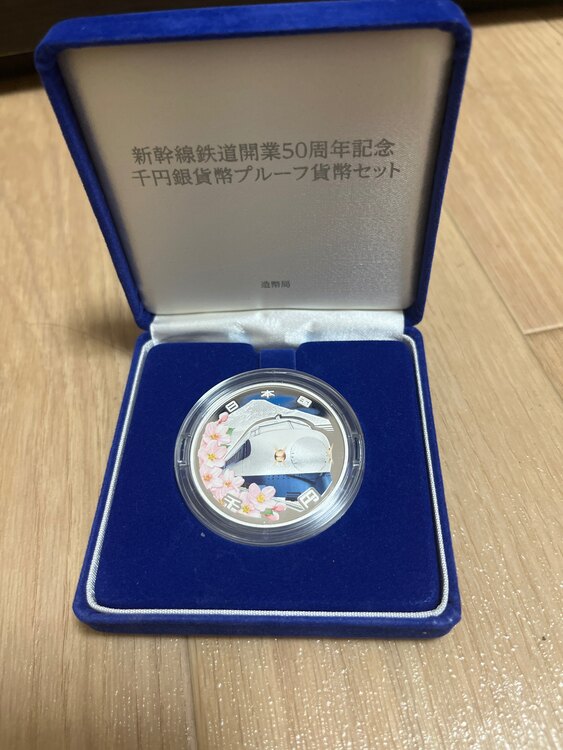 新幹線鉄道開業50周年記念
千円銀貨幣プルーフ貨幣セット
造幣局
日本国
千円